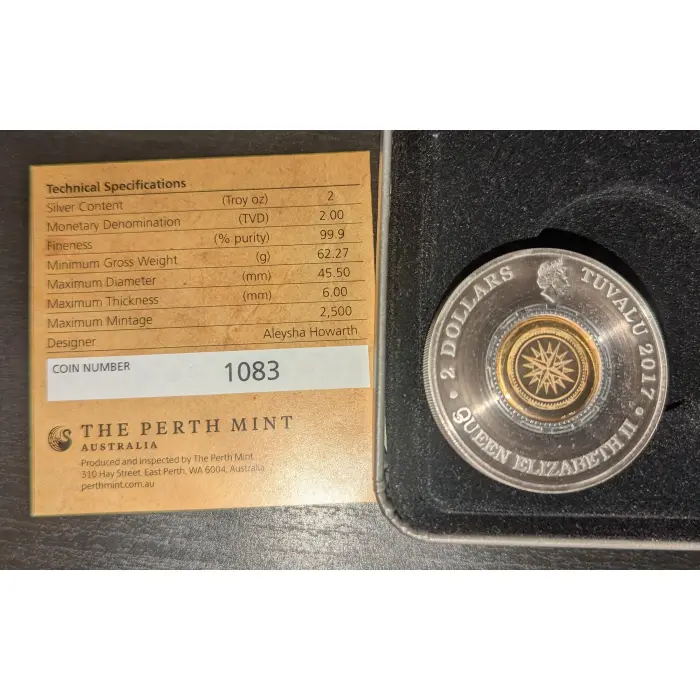 Technical Specifications
Silver Content (Troy oz) 2
Monetary Denomination (TVD) 2.00
Fineness (% purity) 99.9
Minimum Gross Weight (g) 62.27
Maximum Diameter (mm) 45.50
Maximum Thickness (mm) 6.00
Maximum Mintage 2,500
Designer Aleysha Howarth
COIN NUMBER 1083
THE PERTH MINT
AUSTRALIA
Produced and inspected by The Perth Mint.
310 Hay Street, East Perth, WA 6004, Australia
perthmint.com.au
2 DOLLARS TUVALU 2017
QUEEN ELIZABETH II